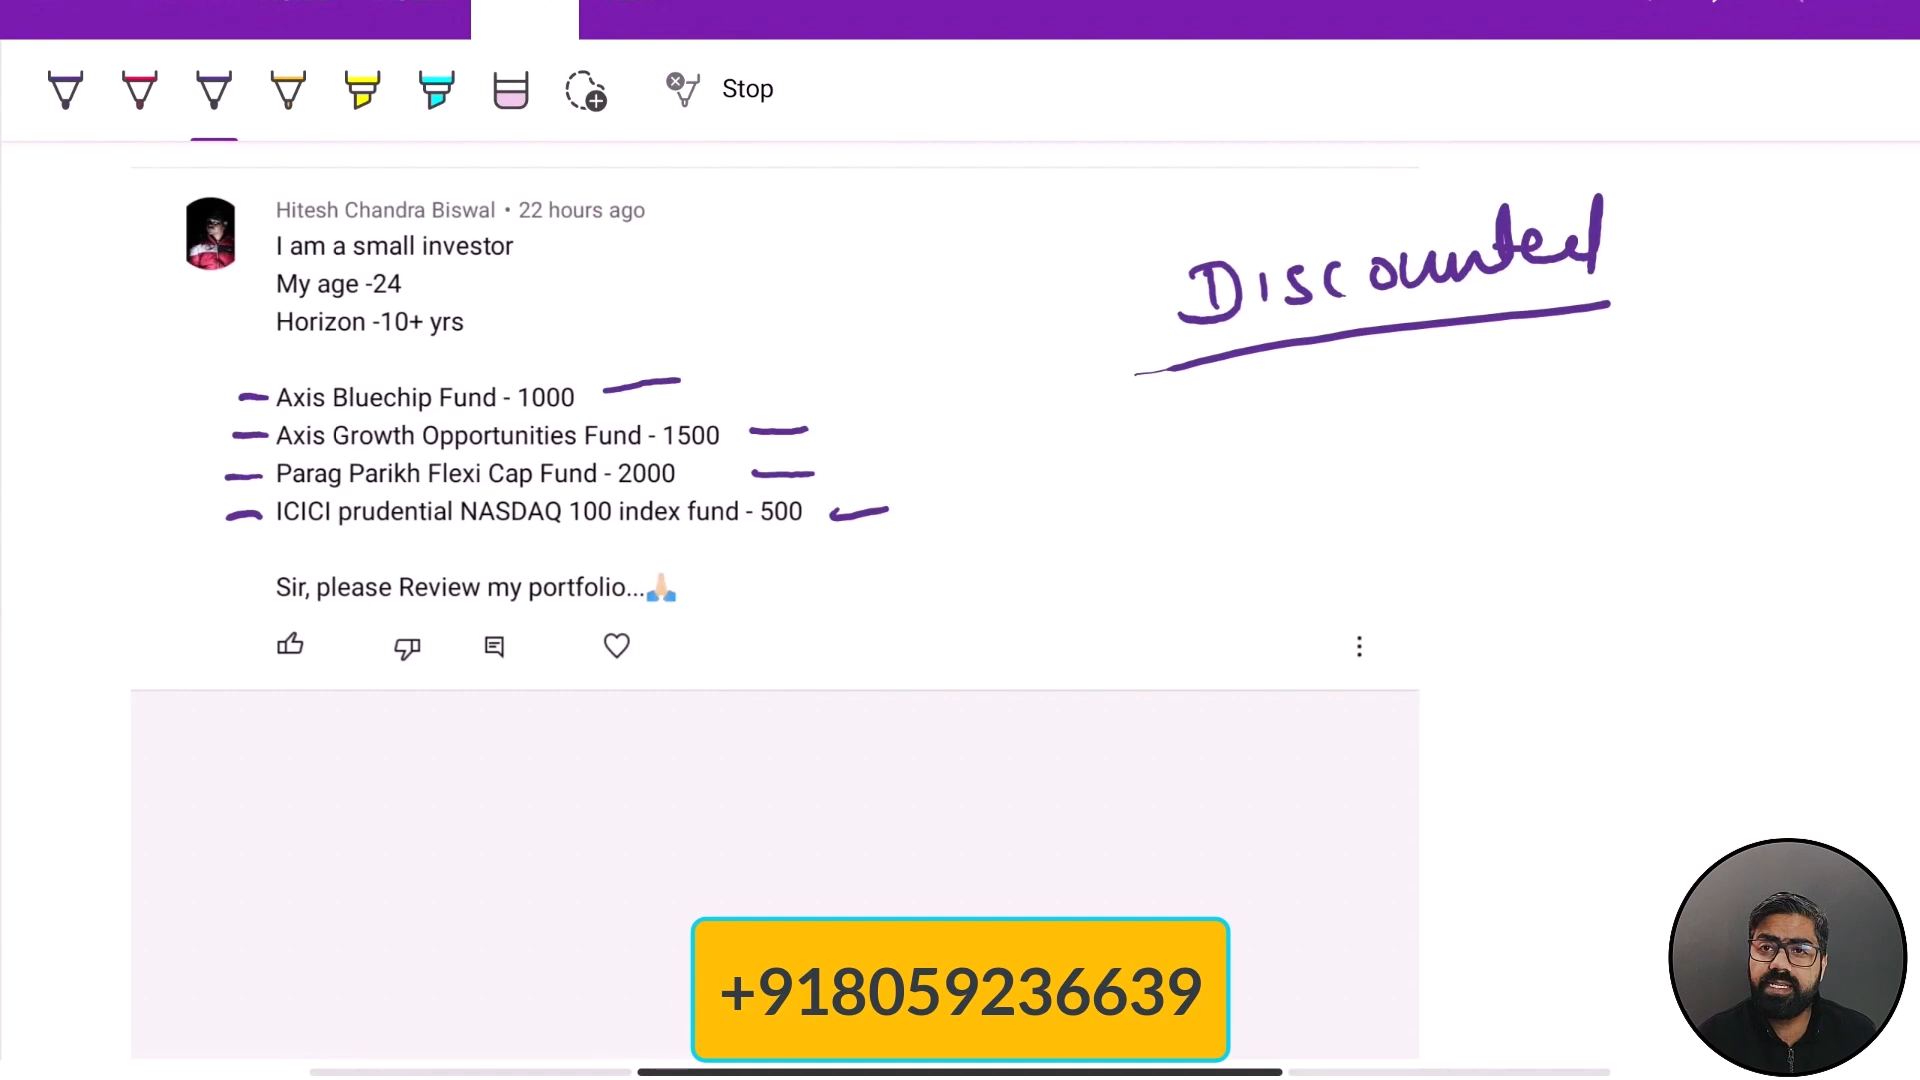 Stop
Hitesh Chandra Biswal • 22 hours ago
I am a small investor
My age -24
Horizon -10+ yrs
Discounted
Axis Bluechip Fund - 1000
Axis Growth Opportunities Fund - 1500
Parag Parikh Flexi Cap Fund - 2000
ICICI prudential NASDAQ 100 index fund - 500
Sir, please Review my portfolio...🙏
+918059236639